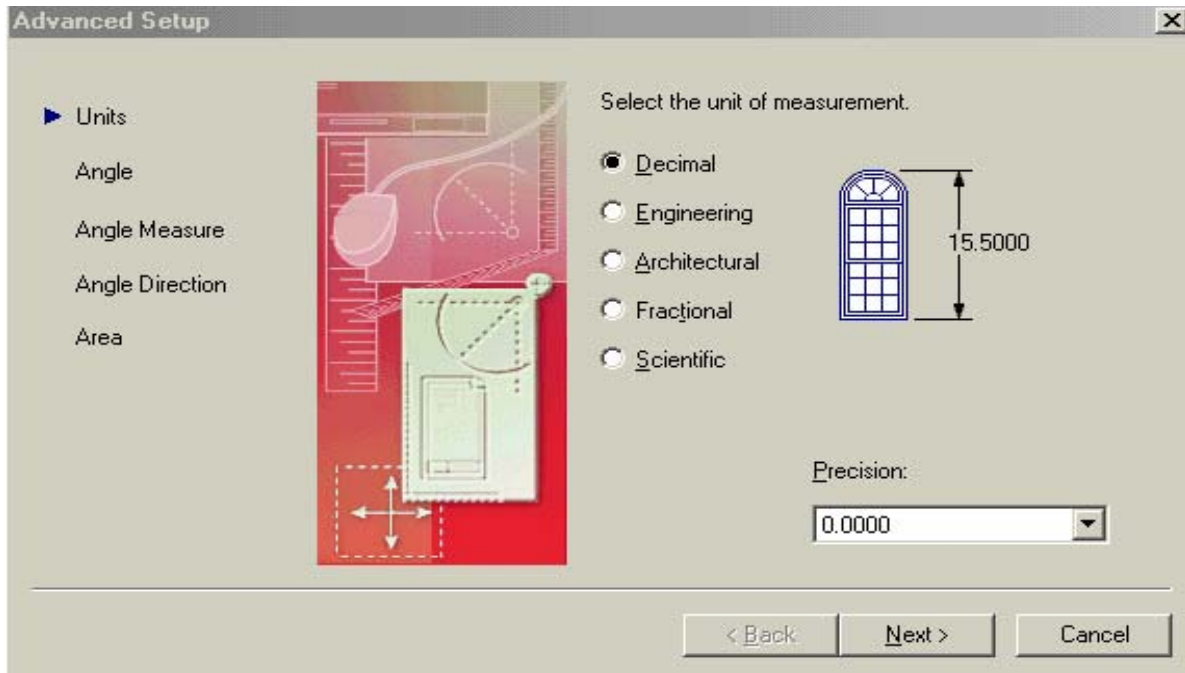 Advanced Setup
Units
Angle
Angle Measure
Angle Direction
Area
Select the unit of measurement.
Decimal
Engineering
Architectural
Fractional
Scientific
15.5000
Precision:
0.0000
< Back
Next >
Cancel